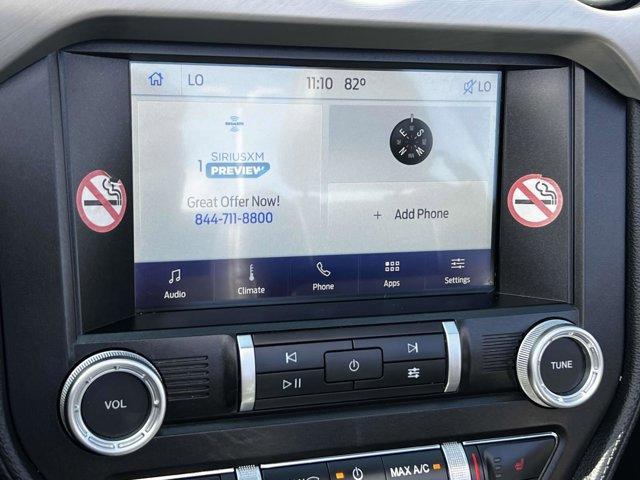 LO 11:10 82° LO
SIRIUSXM
1 SIRIUSXM
PREVIEW
Great Offer Now!
844-711-8800
E S
N W
+ Add Phone
Audio Climate Phone Apps Settings
VOL
TUNE
MAX A/C